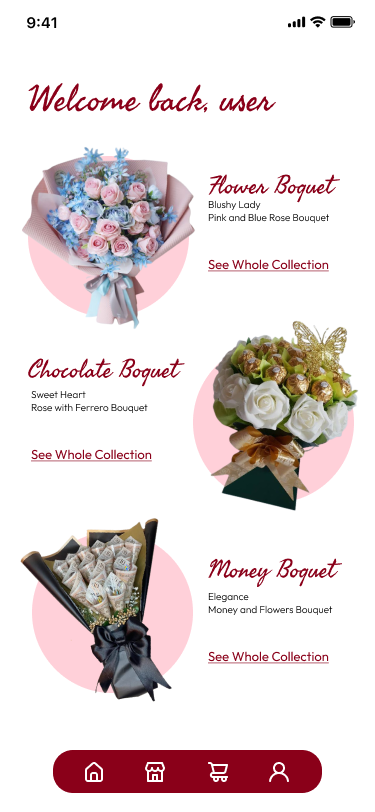 9:41
Welcome back, user
Flower Boquet
Blushy Lady
Pink and Blue Rose Bouquet
See Whole Collection
Chocolate Boquet
Sweet Heart
Rose with Ferrero Bouquet
See Whole Collection
Money Boquet
Elegance
Money and Flowers Bouquet
See Whole Collection